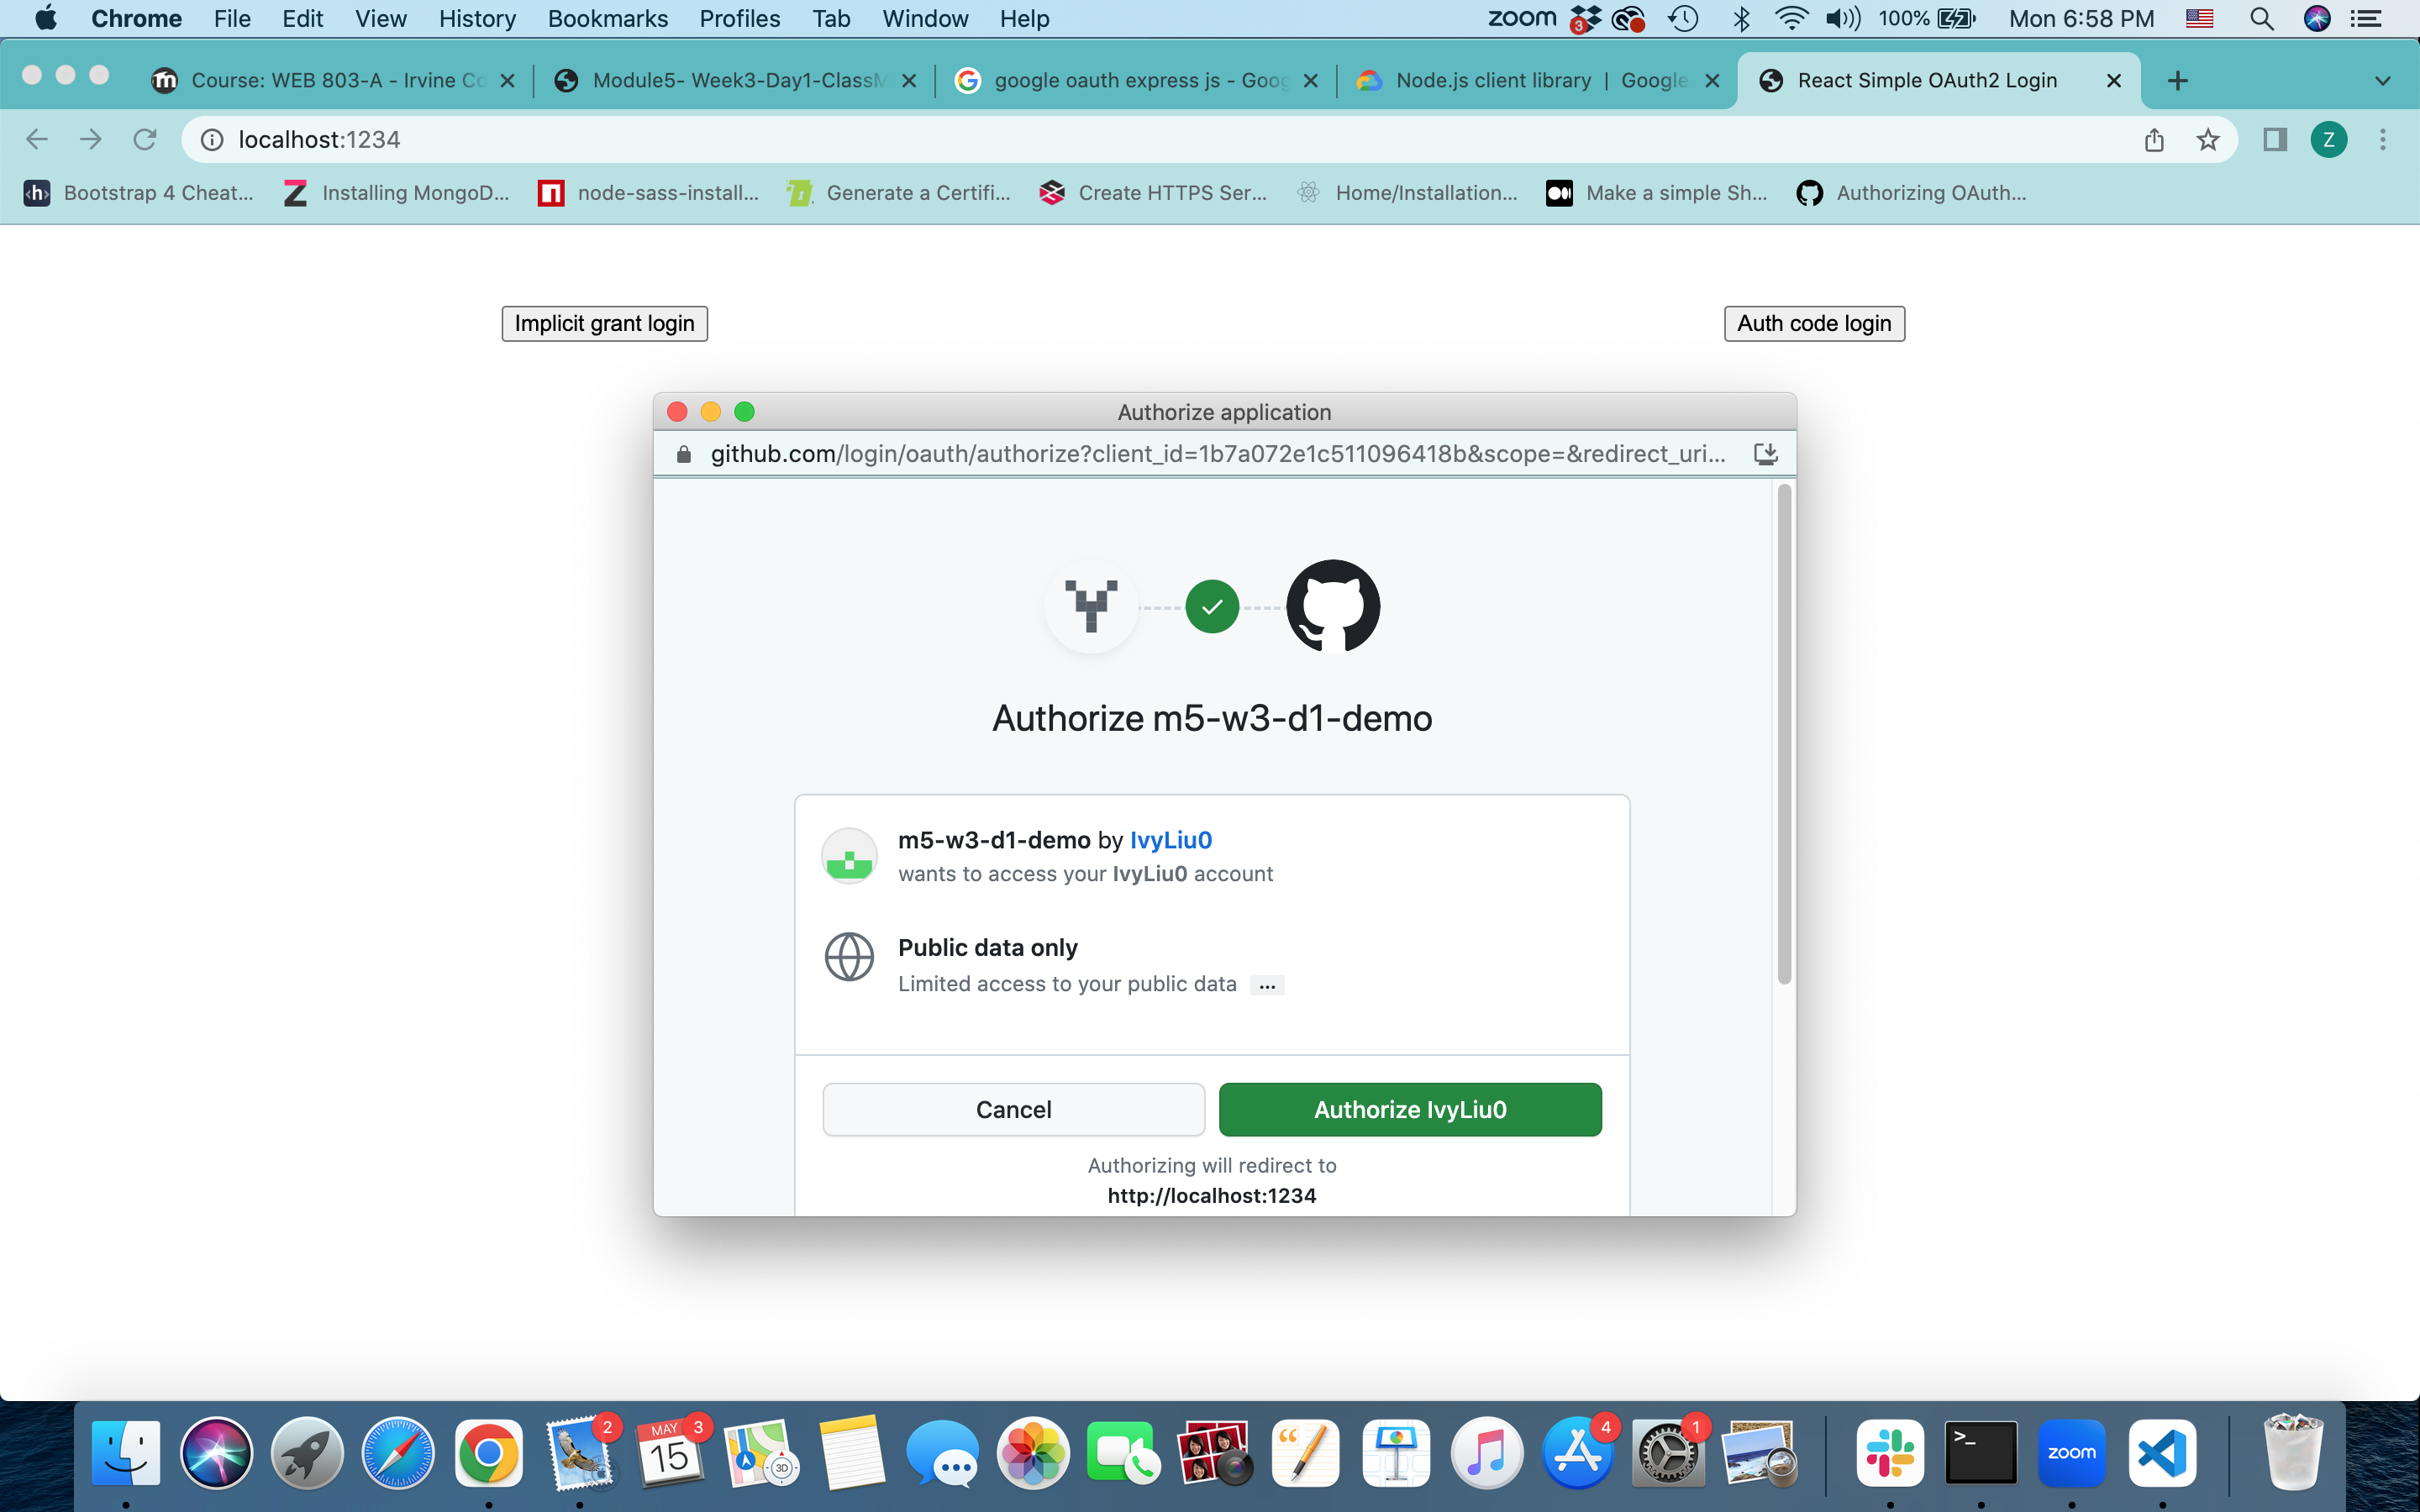 Chrome File Edit View History Bookmarks Profiles Tab Window Help zoom 3 100% Mon 6:58 PM
Course: WEB 803-A - Irvine Co Module5- Week3-Day1-ClassM google oauth express js - Goog Node.js client library | Google React Simple OAuth2 Login
localhost:1234 Z
Bootstrap 4 Cheat... Installing MongoD... node-sass-install... Generate a Certifi... Create HTTPS Ser... Home/Installation... Make a simple Sh... Authorizing OAuth...
Implicit grant login Auth code login
Authorize application
github.com/login/oauth/authorize?client_id=1b7a072e1c511096418b&scope=&redirect_uri...
Authorize m5-w3-d1-demo
m5-w3-d1-demo by IvyLiu0
wants to access your IvyLiu0 account
Public data only
Limited access to your public data ...
Cancel Authorize IvyLiu0
Authorizing will redirect to
http://localhost:1234
2 MAY 15 3 3D 4 1 >_ zoom